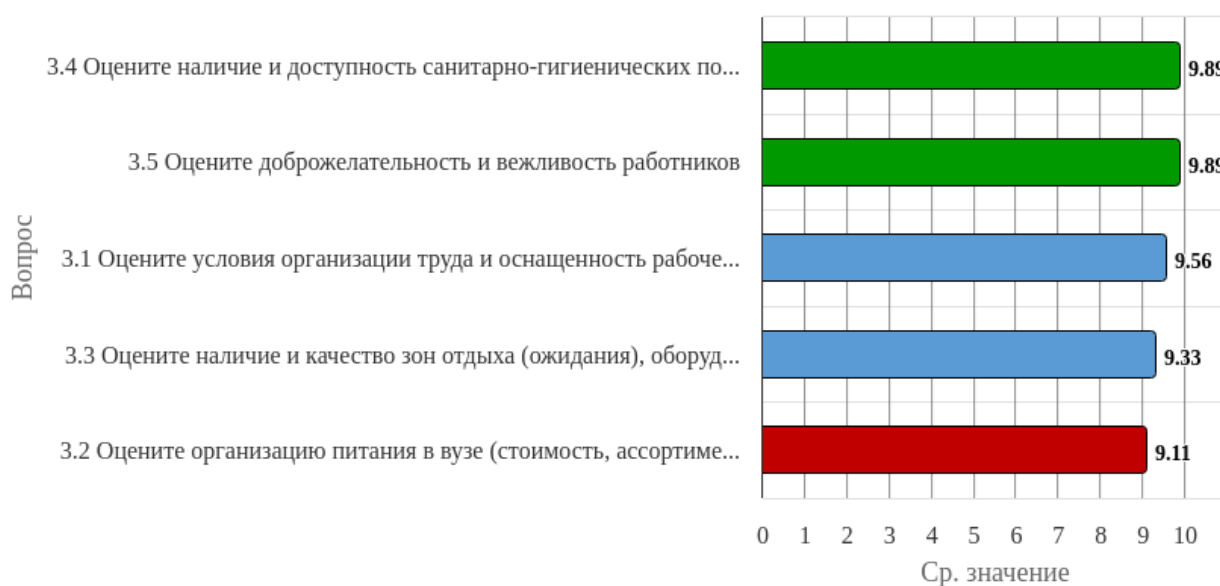 3.4 Оцените наличие и доступность санитарно-гигиенических по...
9.89
3.5 Оцените доброжелательность и вежливость работников
9.89
3.1 Оцените условия организации труда и оснащенность рабоче...
9.56
3.3 Оцените наличие и качество зон отдыха (ожидания), оборуд...
9.33
3.2 Оцените организацию питания в вузе (стоимость, ассортиме...
9.11
Вопрос
0 1 2 3 4 5 6 7 8 9 10
Ср. значение